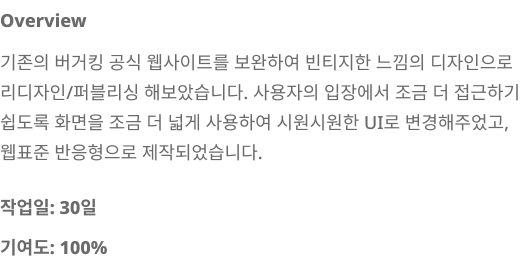 Overview
기존의 버거킹 공식 웹사이트를 보완하여 빈티지한 느낌의 디자인으로
리디자인/퍼블리싱 해보았습니다. 사용자의 입장에서 조금 더 접근하기
쉽도록 화면을 조금 더 넓게 사용하여 시원시원한 UI로 변경해주었고,
웹표준 반응형으로 제작되었습니다.
작업일: 30일
기여도: 100%